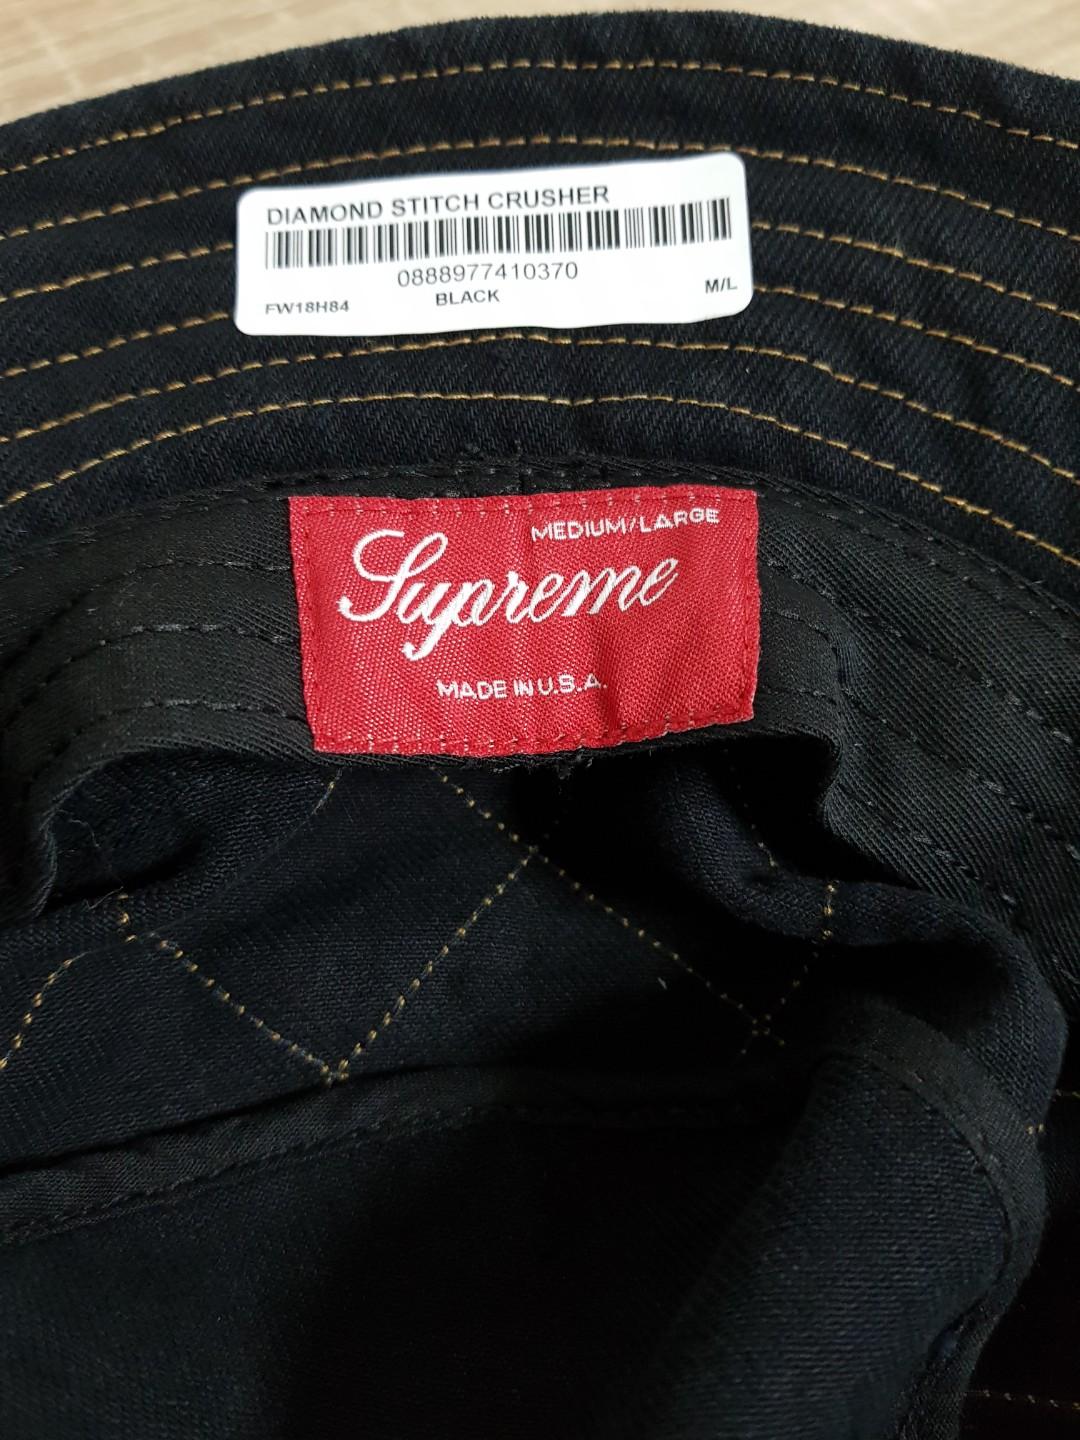 DIAMOND STITCH CRUSHER
0888977410370
FW18H84 BLACK M/L
MEDIUM/LARGE
Supreme
MADE IN U.S.A.